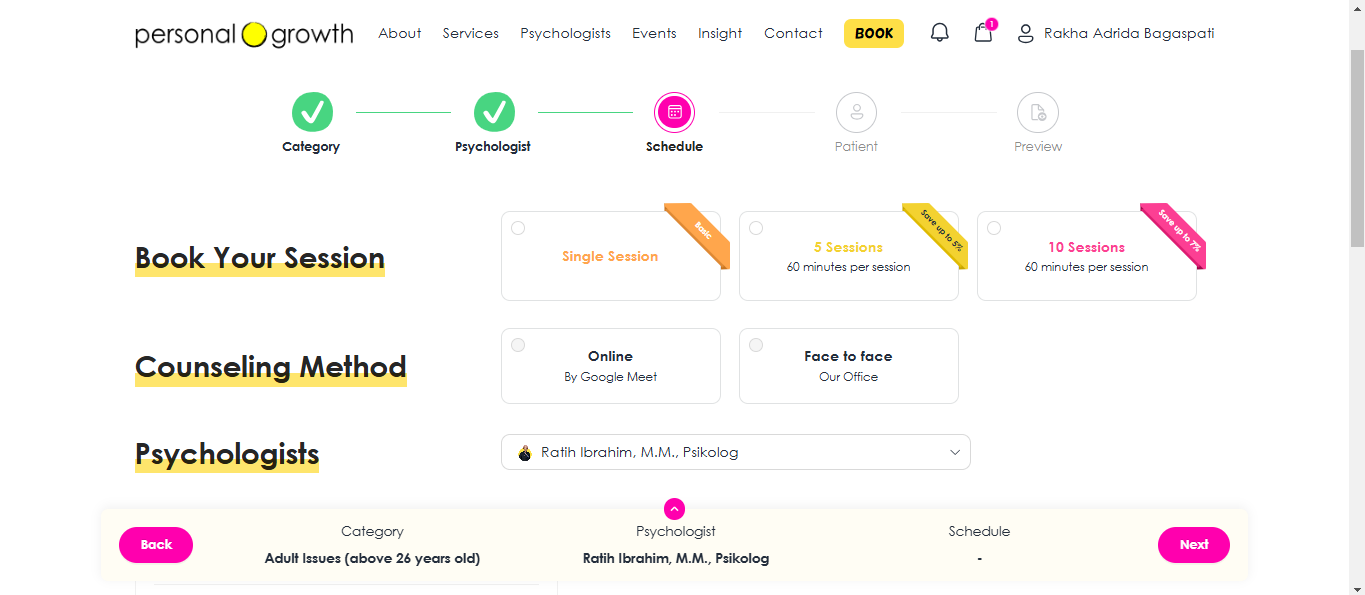 personal growth About Services Psychologists Events Insight Contact BOOK 1 Rakha Adrida Bagaspati
Category Psychologist Schedule Patient Preview
Book Your Session
Basic
Single Session
Save up to 5%
5 Sessions
60 minutes per session
Save up to 7%
10 Sessions
60 minutes per session
Counseling Method
Online
By Google Meet
Face to face
Our Office
Psychologists
Ratih Ibrahim, M.M., Psikolog
Back
Category
Adult Issues (above 26 years old)
Psychologist
Ratih Ibrahim, M.M., Psikolog
Schedule
-
Next